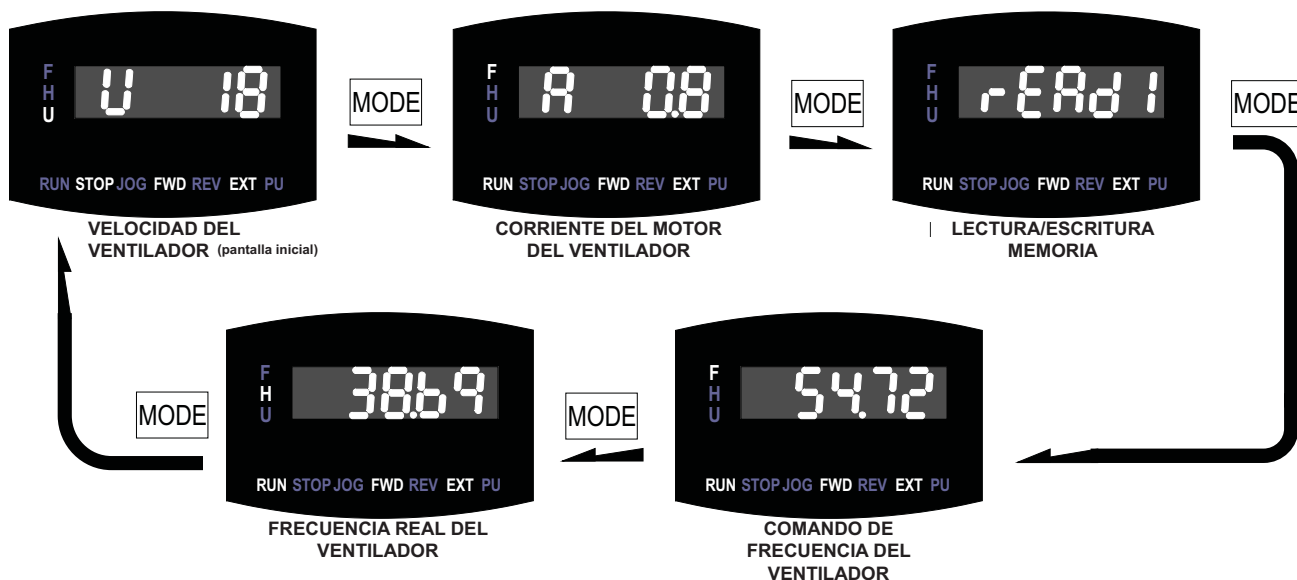 F
H
U
U 18
RUN STOP JOG FWD REV EXT PU
VELOCIDAD DEL
VENTILADOR (pantalla inicial)
MODE
F
H
U
A 0.8
RUN STOP JOG FWD REV EXT PU
CORRIENTE DEL MOTOR
DEL VENTILADOR
MODE
F
H
U
rEAd1
RUN STOP JOG FWD REV EXT PU
LECTURA/ESCRITURA
MEMORIA
MODE
F
H
U
38.69
RUN STOP JOG FWD REV EXT PU
FRECUENCIA REAL DEL
VENTILADOR
MODE
F
H
U
54.72
RUN STOP JOG FWD REV EXT PU
COMANDO DE
FRECUENCIA DEL
VENTILADOR
MODE